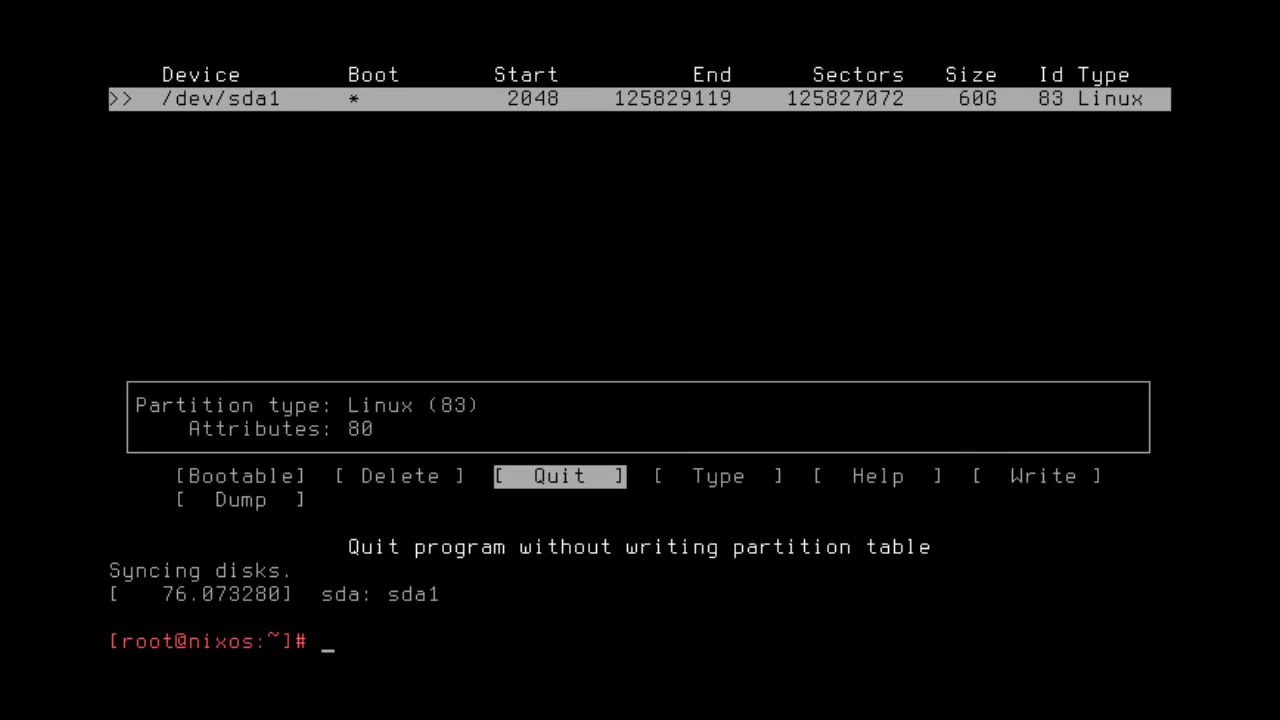 Device Boot Start End Sectors Size Id Type
>> /dev/sda1 * 2048 125829119 125827072 60G 83 Linux
Partition type: Linux (83)
Attributes: 80
[Bootable] [ Delete ] [ Quit ] [ Type ] [ Help ] [ Write ]
[ Dump ]
Quit program without writing partition table
Syncing disks.
[ 76.073280] sda: sda1
[root@nixos:~]# _